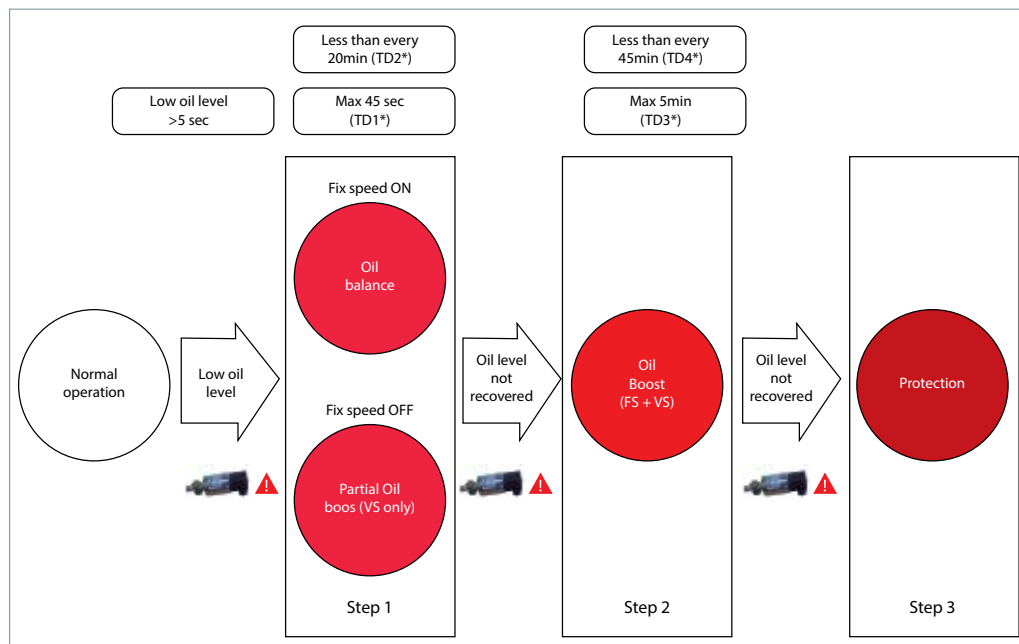 Less than every
20min (TD2*)
Less than every
45min (TD4*)
Low oil level
>5 sec
Max 45 sec
(TD1*)
Max 5min
(TD3*)
Fix speed ON
Oil
balance
Normal
operation
Low oil
level
Oil level
not
recovered
Oil
Boost
(FS + VS)
Oil level
not
recovered
Protection
Fix speed OFF
Partial Oil
boos (VS only)
!
!
!
Step 1
Step 2
Step 3